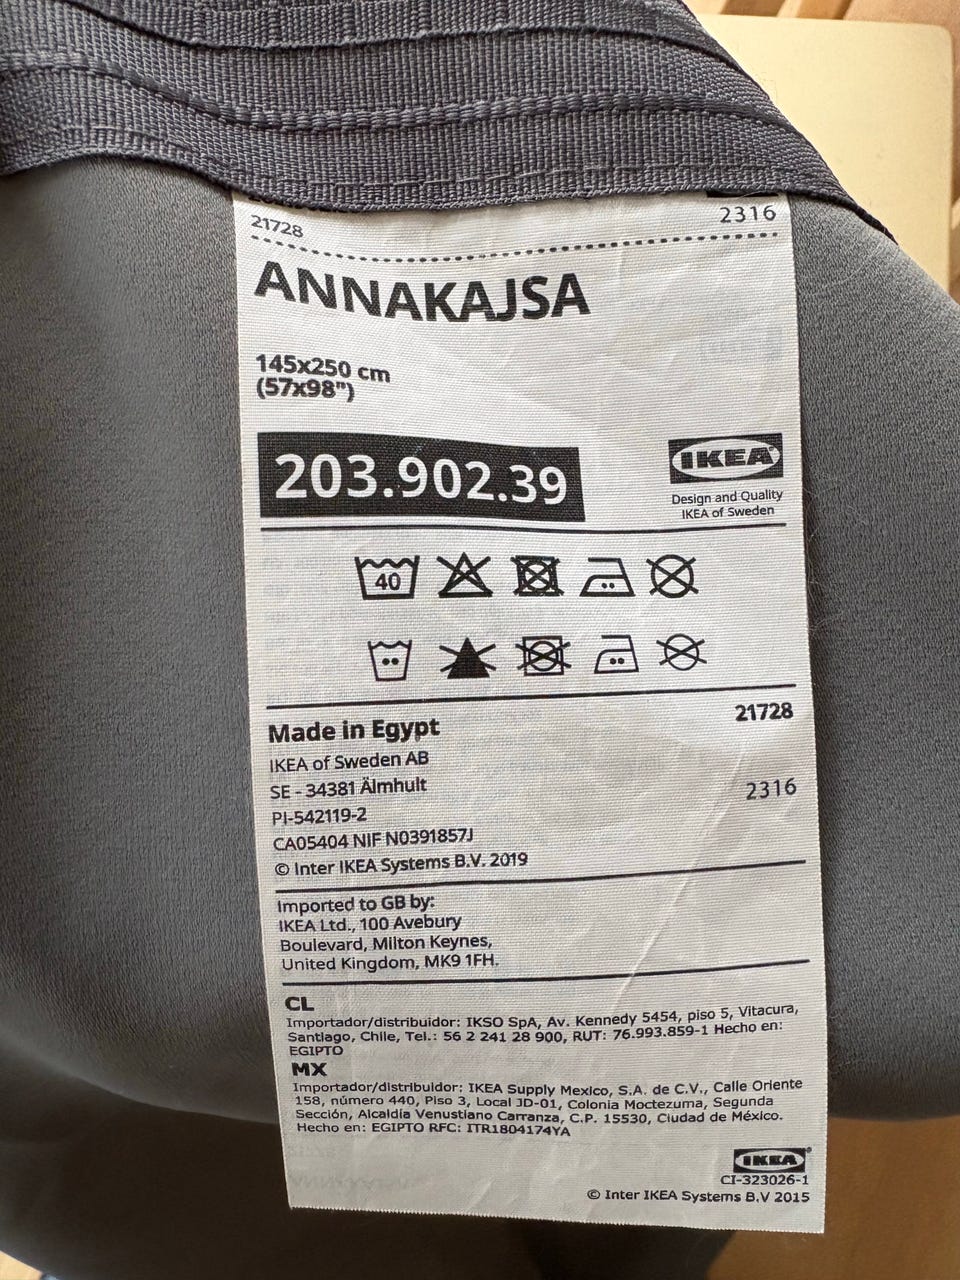 21728
2316
ANNAKAJSA
145x250 cm
(57x98")
203.902.39
IKEA
Design and Quality
IKEA of Sweden
40
Made in Egypt
21728
IKEA of Sweden AB
SE - 34381 Älmhult
2316
PI-542119-2
CA05404 NIF N0391857J
© Inter IKEA Systems B.V. 2019
Imported to GB by:
IKEA Ltd., 100 Avebury
Boulevard, Milton Keynes,
United Kingdom, MK9 1FH.
CL
Importador/distribuidor: IKSO SpA, Av. Kennedy 5454, piso 5, Vitacura,
Santiago, Chile, Tel.: 56 2 241 28 900, RUT: 76.993.859-1 Hecho en:
EGIPTO
MX
Importador/distribuidor: IKEA Supply Mexico, S.A. de C.V., Calle Oriente
158, número 440, Piso 3, Local JD-01, Colonia Moctezuma, Segunda
Sección, Alcaldía Venustiano Carranza, C.P. 15530, Ciudad de México.
Hecho en: EGIPTO RFC: ITR1804174YA
IKEA
CI-323026-1
© Inter IKEA Systems B.V 2015